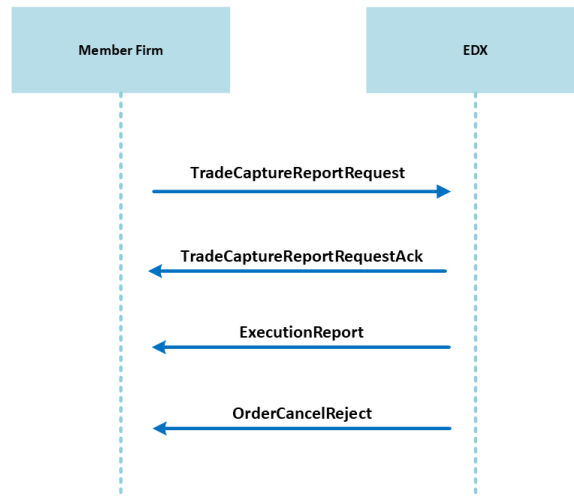 Member Firm
EDX
TradeCaptureReportRequest
TradeCaptureReportRequestAck
ExecutionReport
OrderCancelReject